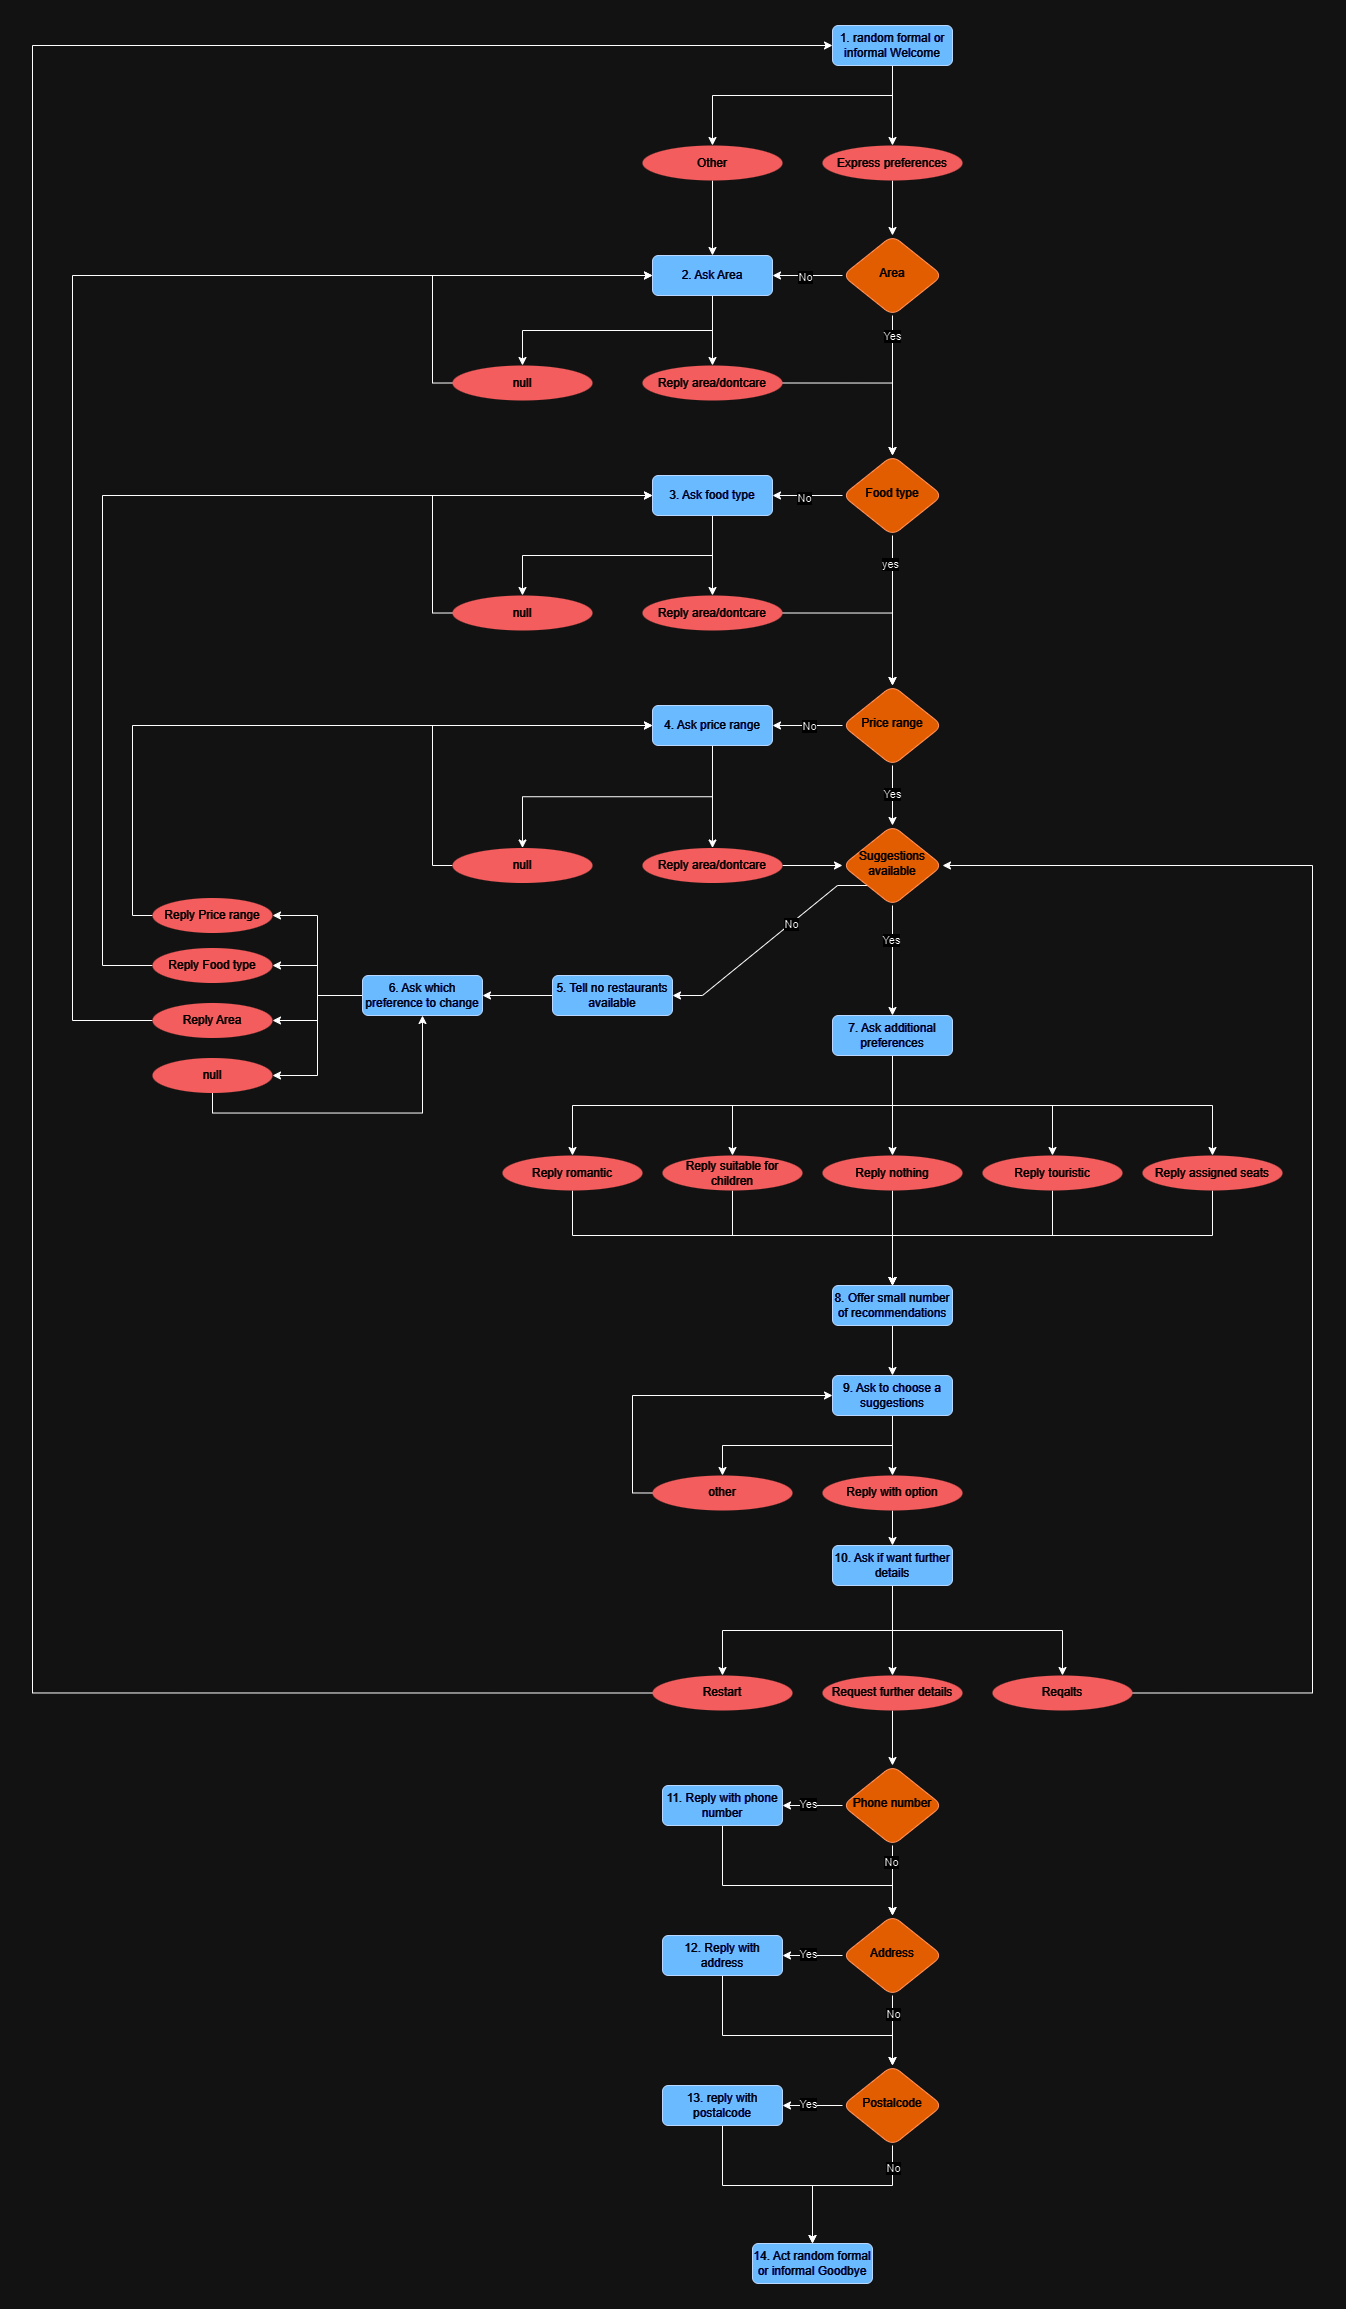 1. random formal or
informal Welcome
Other
Express preferences
Area
No
2. Ask Area
Yes
null
Reply area/dontcare
Food type
No
3. Ask food type
yes
null
Reply area/dontcare
Price range
No
4. Ask price range
Yes
null
Reply area/dontcare
Suggestions
available
No
Yes
Reply Price range
Reply Food type
Reply Area
null
6. Ask which
preference to change
5. Tell no restaurants
available
7. Ask additional
preferences
Reply romantic
Reply suitable for
children
Reply nothing
Reply touristic
Reply assigned seats
8. Offer small number
of recommendations
9. Ask to choose a
suggestions
other
Reply with option
10. Ask if want further
details
Restart
Request further details
Reqalts
11. Reply with phone
number
Yes
Phone number
No
12. Reply with
address
Yes
Address
No
13. reply with
postalcode
Yes
Postalcode
No
14. Act random formal
or informal Goodbye